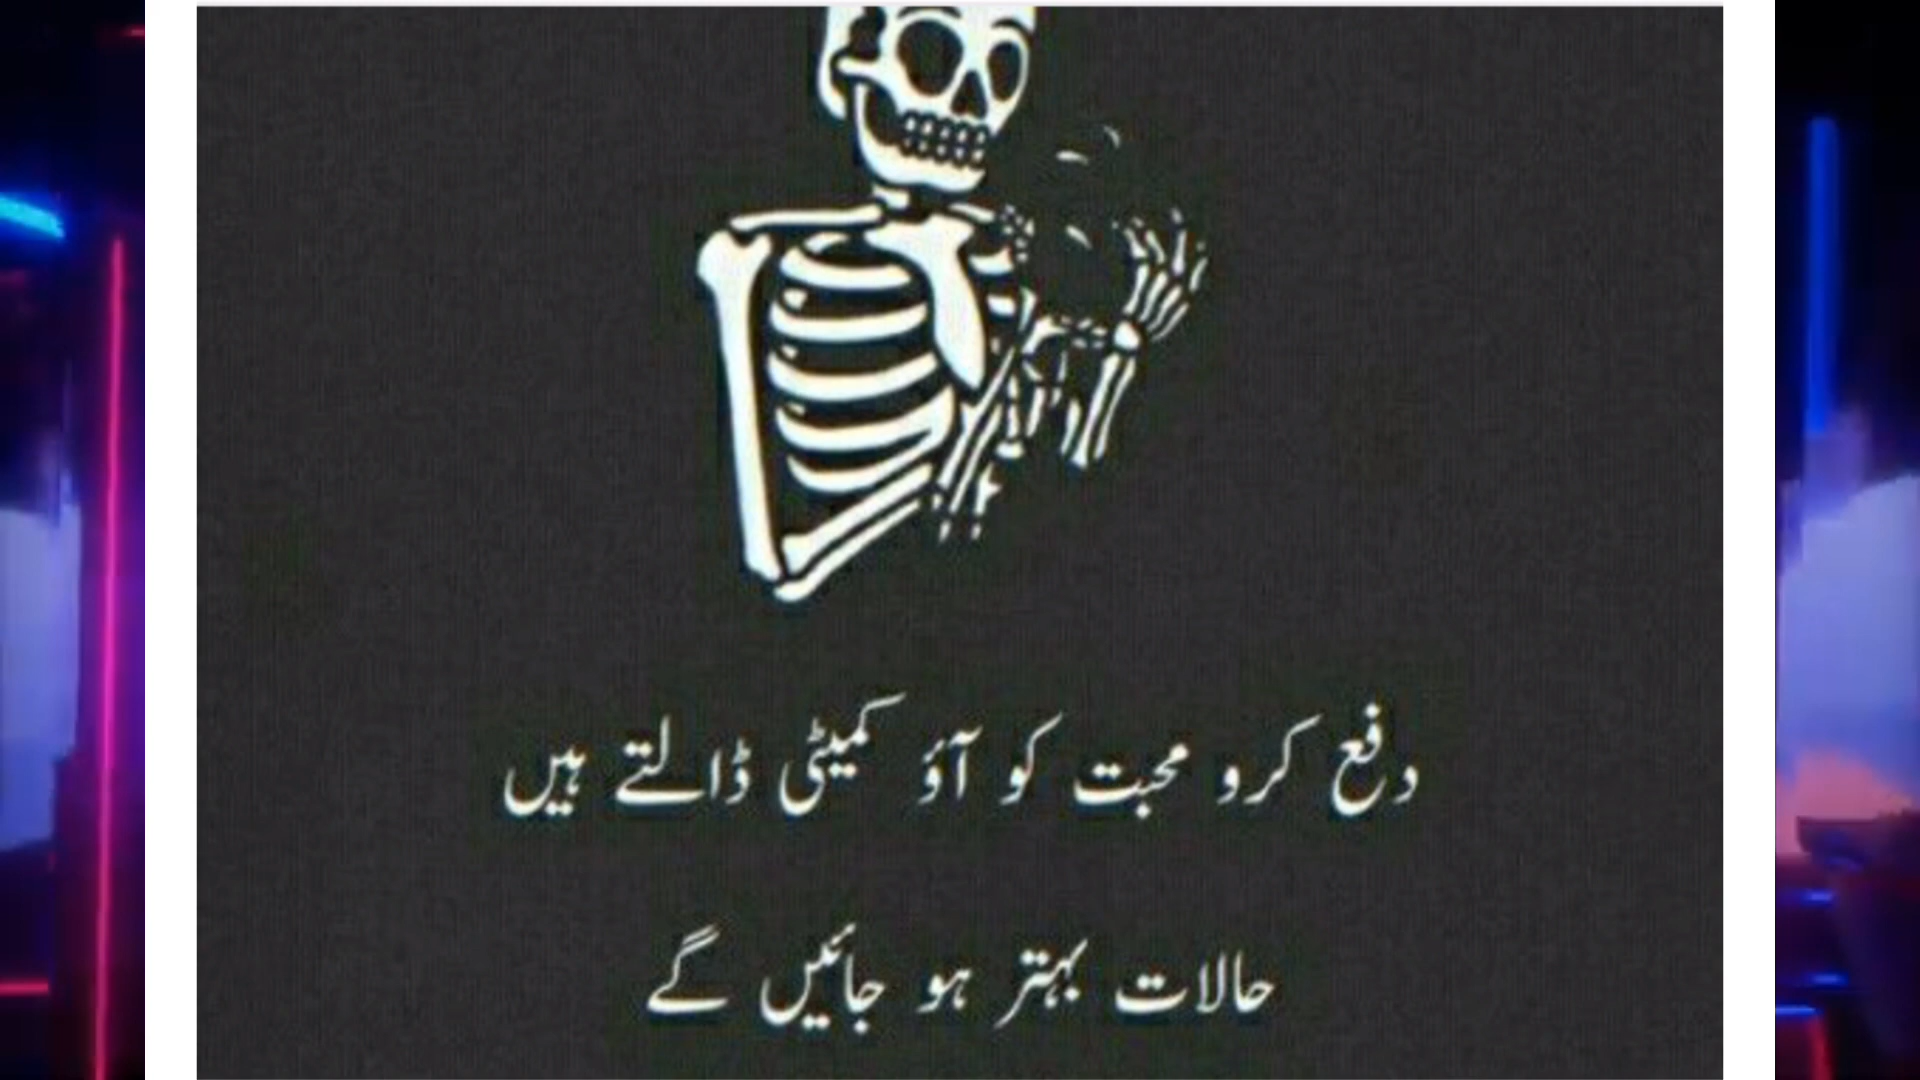 دفع کرو محبت کو آؤ کمیٹی ڈالتے ہیں
حالات بہتر ہو جائیں گے